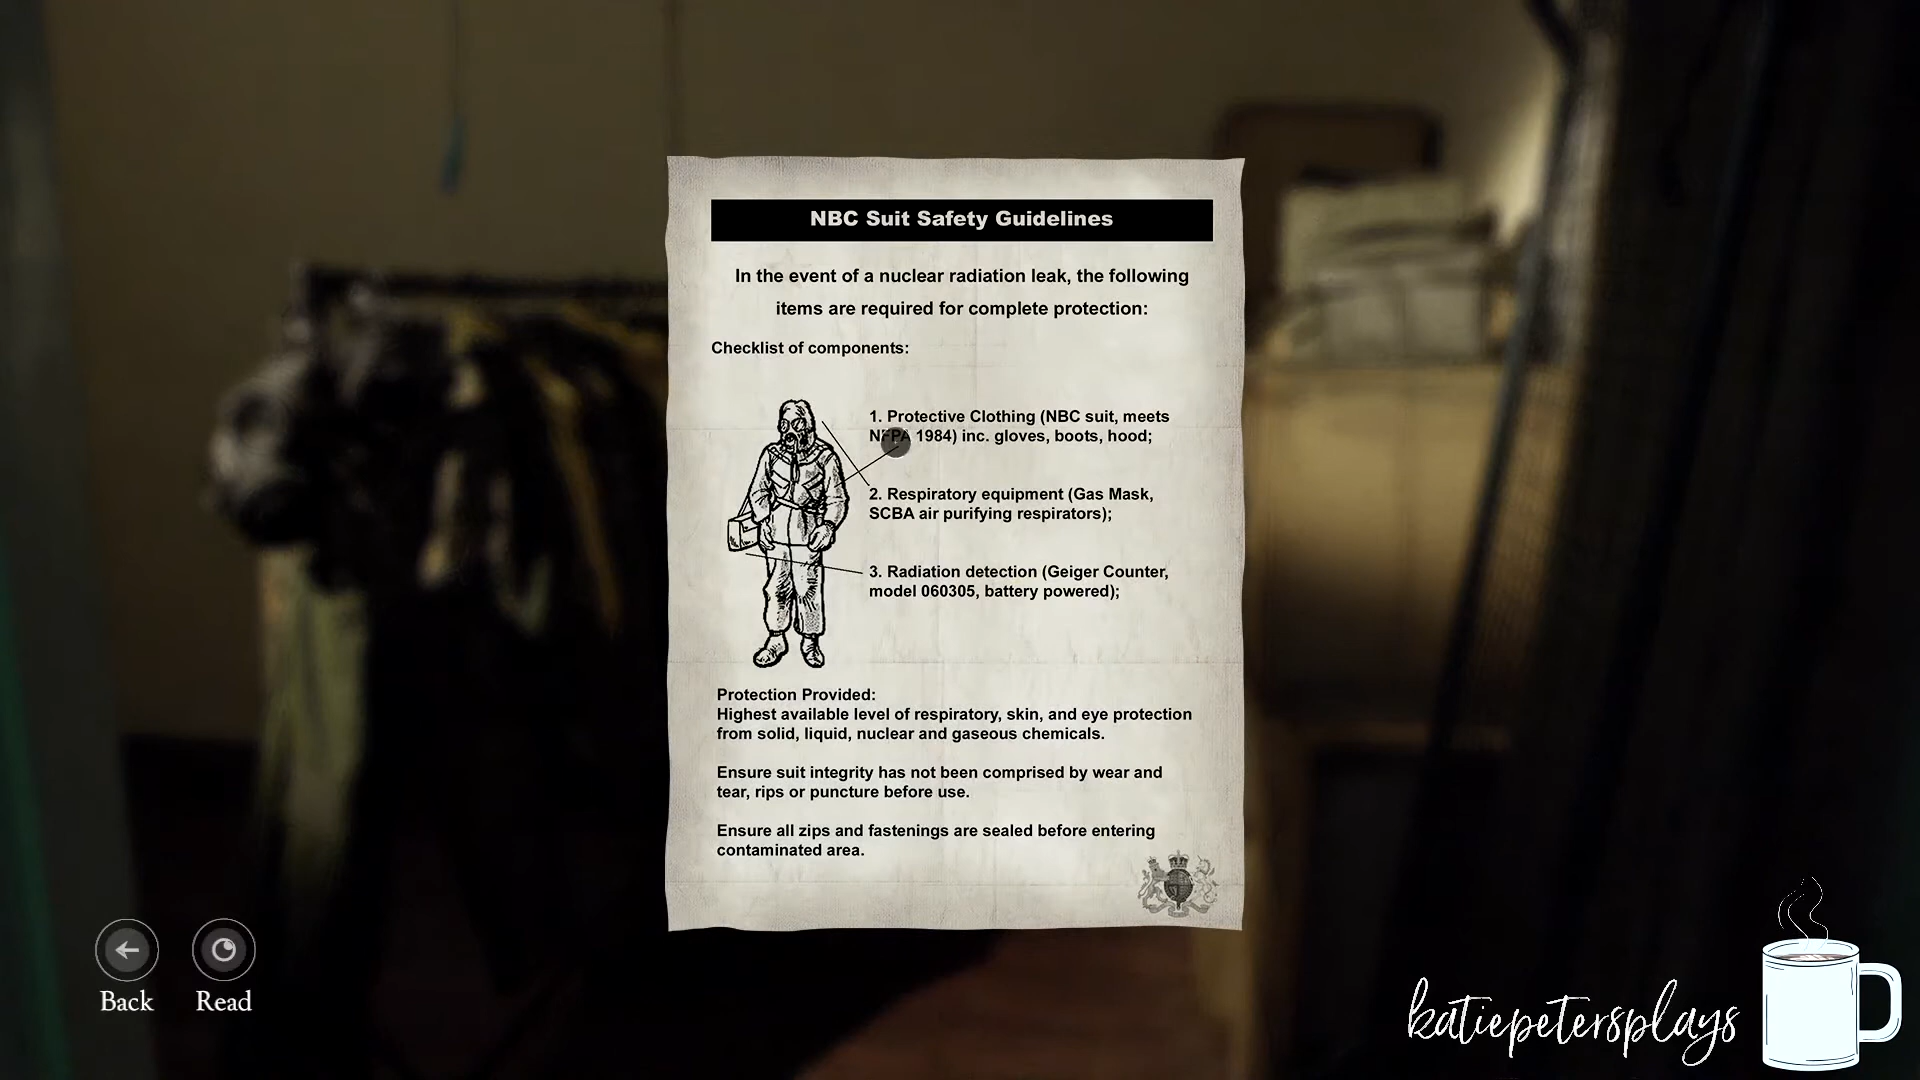 NBC Suit Safety Guidelines
In the event of a nuclear radiation leak, the following
items are required for complete protection:
Checklist of components:
1. Protective Clothing (NBC suit, meets
NFPA 1984) inc. gloves, boots, hood;
2. Respiratory equipment (Gas Mask,
SCBA air purifying respirators);
3. Radiation detection (Geiger Counter,
model 060305, battery powered);
Protection Provided:
Highest available level of respiratory, skin, and eye protection
from solid, liquid, nuclear and gaseous chemicals.
Ensure suit integrity has not been comprised by wear and
tear, rips or puncture before use.
Ensure all zips and fastenings are sealed before entering
contaminated area.
Back Read
katiepetersplays